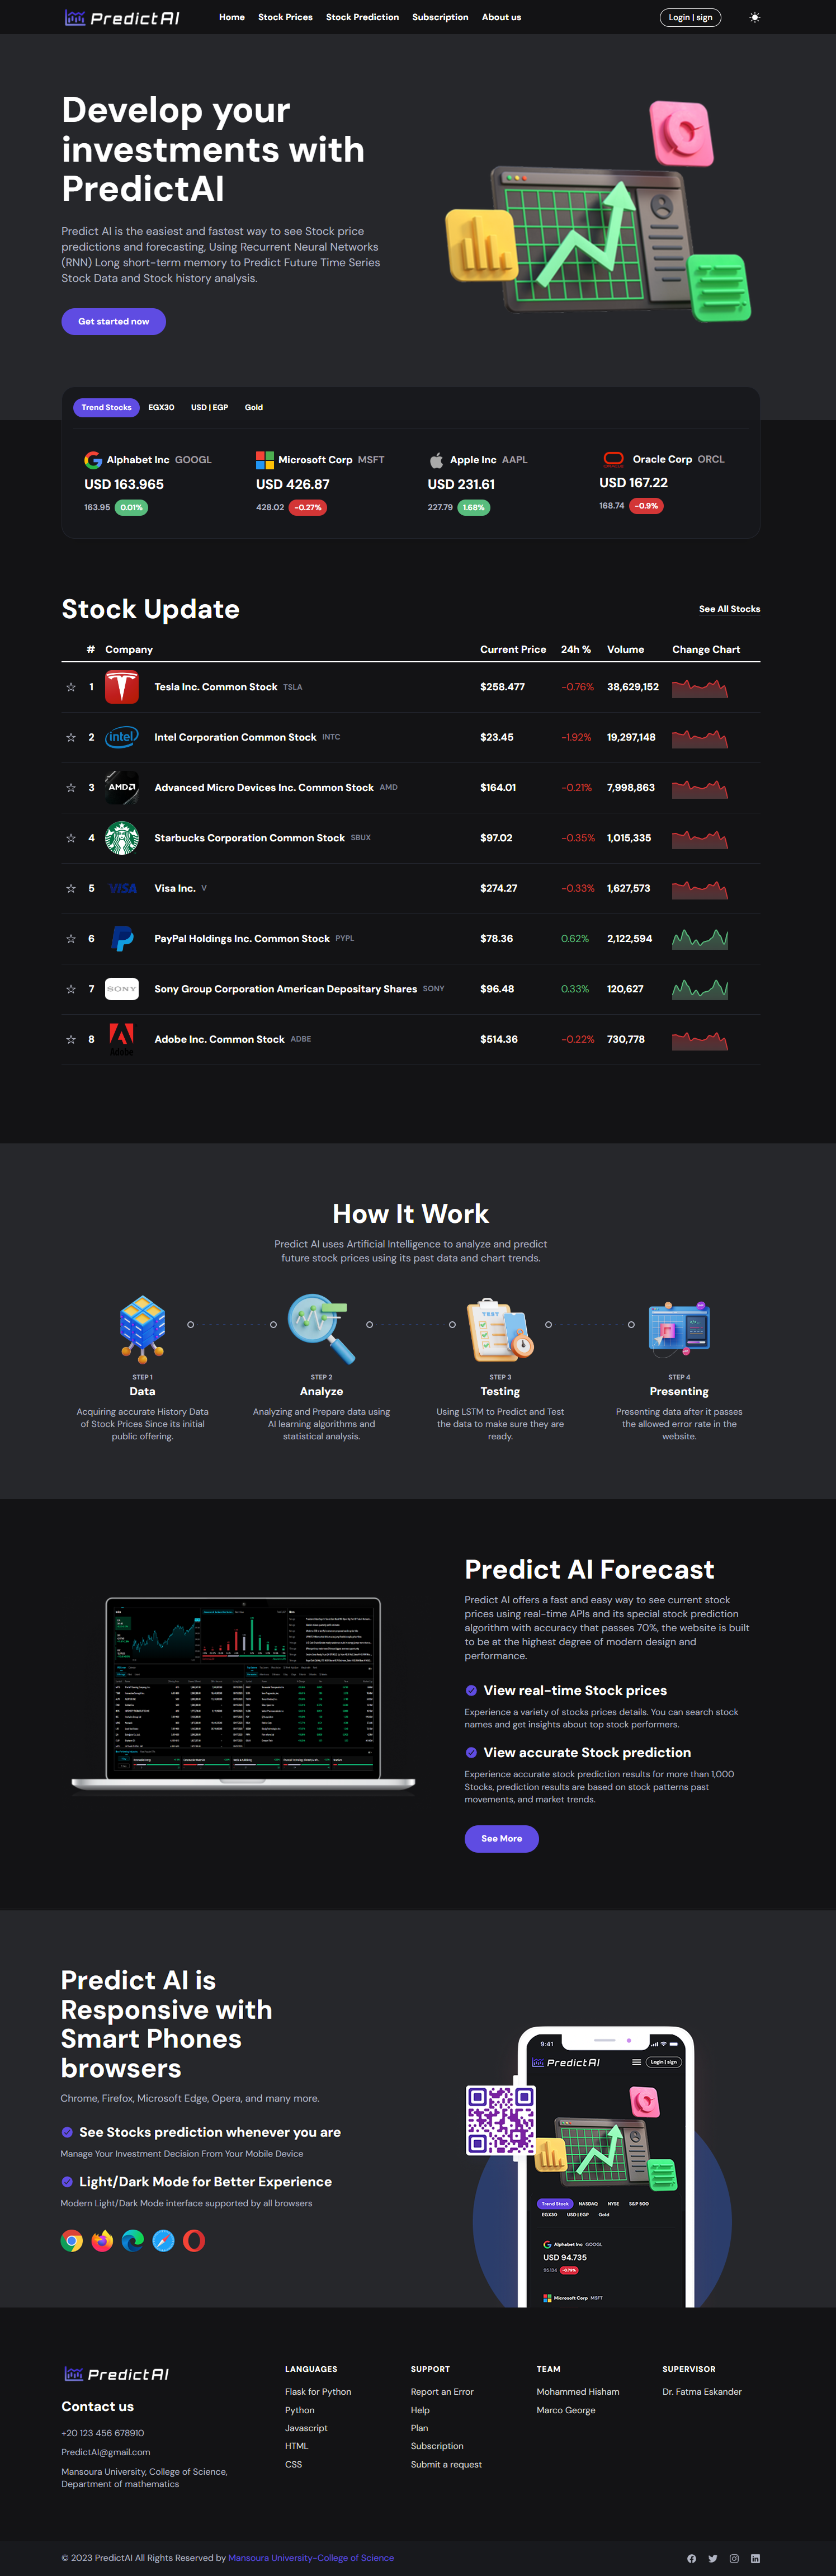 PredictAI
Home Stock Prices Stock Prediction Subscription About us
Login | sign
Develop your
investments with
PredictAI
Predict AI is the easiest and fastest way to see Stock price
predictions and forecasting, Using Recurrent Neural Networks
(RNN) Long short-term memory to Predict Future Time Series
Stock Data and Stock history analysis.
Get started now
Trend Stocks EGX30 USD | EGP Gold
Alphabet Inc GOOGL
USD 163.965
163.95 0.01%
Microsoft Corp MSFT
USD 426.87
428.02 -0.27%
Apple Inc AAPL
USD 231.61
227.79 1.68%
Oracle Corp ORCL
USD 167.22
168.74 -0.9%
Stock Update
See All Stocks
# Company Current Price 24h % Volume Change Chart
1 Tesla Inc. Common Stock TSLA $258.477 -0.76% 38,629,152
2 intel Intel Corporation Common Stock INTC $23.45 -1.92% 19,297,148
3 AMD Advanced Micro Devices Inc. Common Stock AMD $164.01 -0.21% 7,998,863
4 Starbucks Corporation Common Stock SBUX $97.02 -0.35% 1,015,335
5 VISA Visa Inc. V $274.27 -0.33% 1,627,573
6 PayPal Holdings Inc. Common Stock PYPL $78.36 0.62% 2,122,594
7 SONY Sony Group Corporation American Depositary Shares SONY $96.48 0.33% 120,627
8 Adobe Adobe Inc. Common Stock ADBE $514.36 -0.22% 730,778
How It Work
Predict AI uses Artificial Intelligence to analyze and predict
future stock prices using its past data and chart trends.
STEP 1
Data
Acquiring accurate History Data
of Stock Prices Since its initial
public offering.
STEP 2
Analyze
Analyzing and Prepare data using
AI learning algorithms and
statistical analysis.
TEST
STEP 3
Testing
Using LSTM to Predict and Test
the data to make sure they are
ready.
STEP 4
Presenting
Presenting data after it passes
the allowed error rate in the
website.
Predict AI Forecast
Predict AI offers a fast and easy way to see current stock
prices using real-time APIs and its special stock prediction
algorithm with accuracy that passes 70%, the website is built
to be at the highest degree of modern design and
performance.
View real-time Stock prices
Experience a variety of stocks prices details. You can search stock
names and get insights about top stock performers.
View accurate Stock prediction
Experience accurate stock prediction results for more than 1,000
Stocks, prediction results are based on stock patterns past
movements, and market trends.
See More
Predict AI is
Responsive with
Smart Phones
browsers
Chrome, Firefox, Microsoft Edge, Opera, and many more.
See Stocks prediction whenever you are
Manage Your Investment Decision From Your Mobile Device
Light/Dark Mode for Better Experience
Modern Light/Dark Mode interface supported by all browsers
9:41
PredictAI
Login | sign
Trend Stock NASDAQ NYSE S&P 500
EGX30 USD | EGP Gold
Alphabet Inc GOOGL
USD 94.735
95.134 -0.79%
Microsoft Corp MSFT
PredictAI
Contact us
+20 123 456 678910
PredictAI@gmail.com
Mansoura University, College of Science,
Department of mathematics
LANGUAGES
Flask for Python
Python
Javascript
HTML
CSS
SUPPORT
Report an Error
Help
Plan
Subscription
Submit a request
TEAM
Mohammed Hisham
Marco George
SUPERVISOR
Dr. Fatma Eskander
© 2023 PredictAI All Rights Reserved by Mansoura University-College of Science